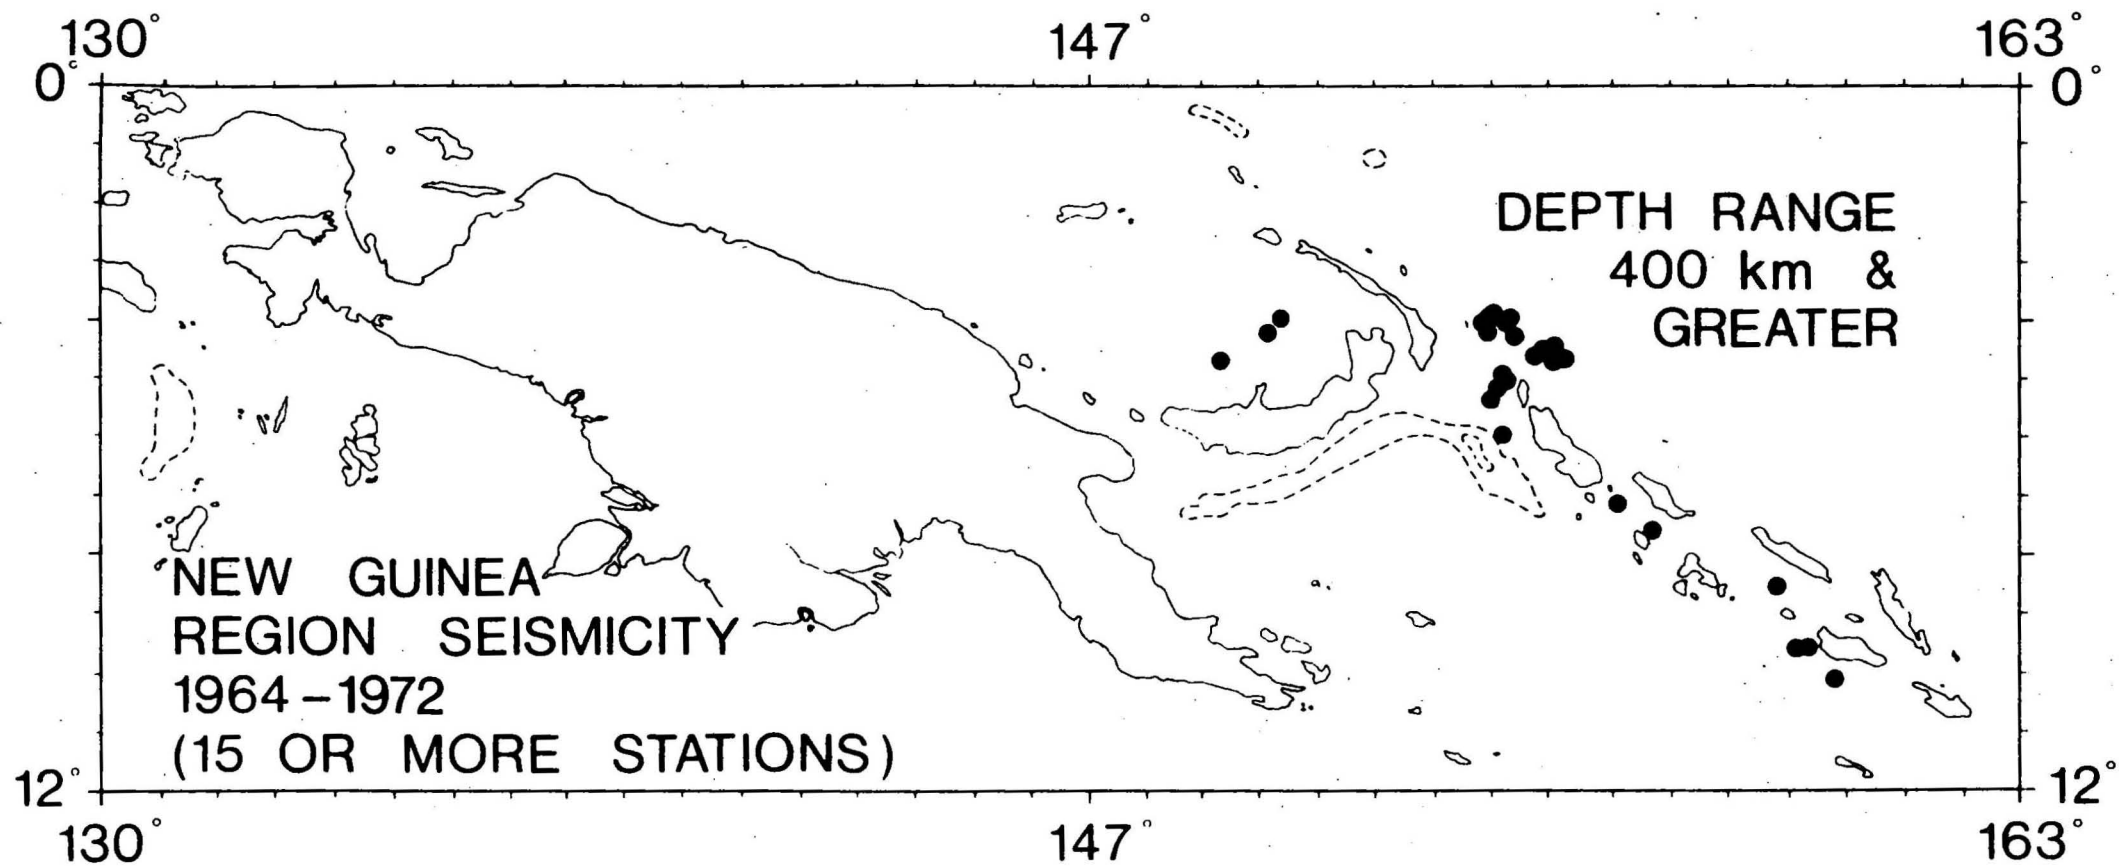 130° 147° 163°
0° 0°
DEPTH RANGE
400 km &
GREATER
NEW GUINEA
REGION SEISMICITY
1964–1972
(15 OR MORE STATIONS)
12° 12°
130° 147° 163°